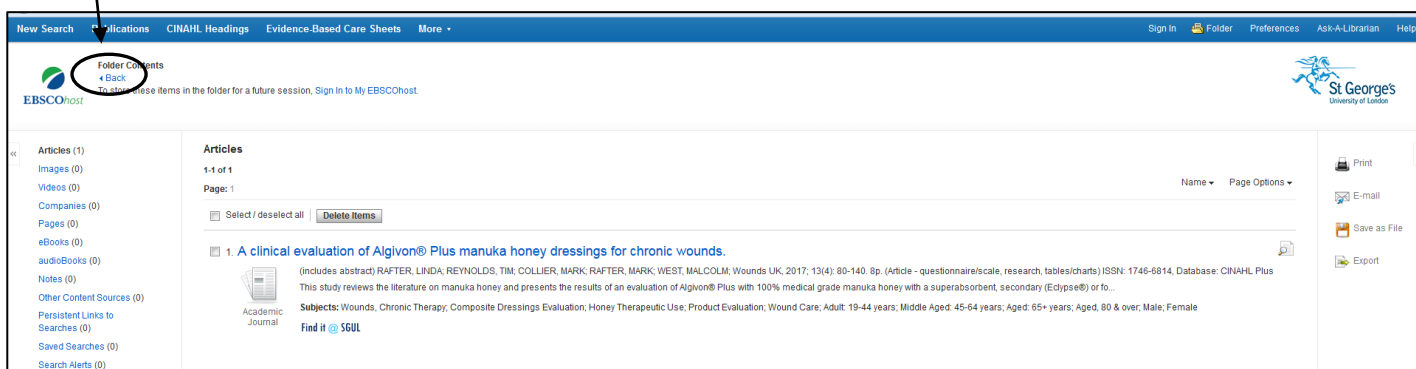 New Search Publications CINAHL Headings Evidence-Based Care Sheets More Sign In Folder Preferences Ask-A-Librarian Help
Folder Contents
Back
To store these items in the folder for a future session, Sign In to My EBSCOhost.
EBSCOhost
St George's
University of London
Articles (1)
Images (0)
Videos (0)
Companies (0)
Pages (0)
eBooks (0)
audioBooks (0)
Notes (0)
Other Content Sources (0)
Persistent Links to
Searches (0)
Saved Searches (0)
Search Alerts (0)
Articles
1-1 of 1
Page: 1
Name Page Options
Select / deselect all Delete Items
1. A clinical evaluation of Algivon® Plus manuka honey dressings for chronic wounds.
(includes abstract) RAFTER, LINDA; REYNOLDS, TIM; COLLIER, MARK; RAFTER, MARK; WEST, MALCOLM; Wounds UK, 2017; 13(4): 80-140. 8p. (Article - questionnaire/scale, research, tables/charts) ISSN: 1746-6814, Database: CINAHL Plus
This study reviews the literature on manuka honey and presents the results of an evaluation of Algivon® Plus with 100% medical grade manuka honey with a superabsorbent, secondary (Eclypse®) or fo...
Academic
Journal
Subjects: Wounds, Chronic Therapy; Composite Dressings Evaluation; Honey Therapeutic Use; Product Evaluation; Wound Care; Adult: 19-44 years; Middle Aged: 45-64 years; Aged: 65+ years; Aged, 80 & over; Male; Female
Find it @ SGUL
Print
E-mail
Save as File
Export